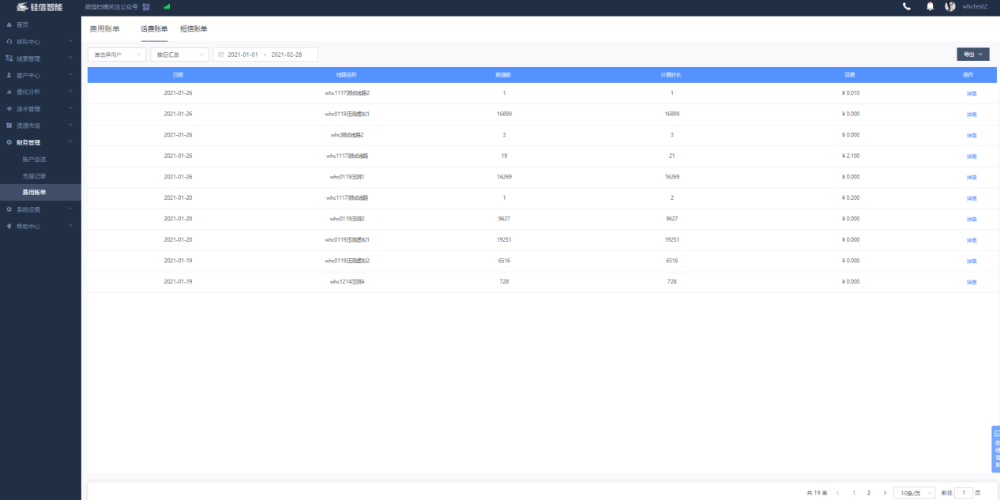 硅信智能 微信扫描关注公众号 whctest2
首页
呼叫中心
线索管理
客户中心
量化分析
话术管理
资源市场
财务管理
账户总览
充值记录
费用账单
系统设置
帮助中心
费用账单 话费账单 短信账单
请选择用户 按日汇总 2021-01-01 - 2021-02-28 导出
日期 线路名称 接通数 计费时长 话费 操作
2021-01-26 whc1117测试线路2 1 1 ¥ 0.010 详单
2021-01-26 whc0119压测虚拟1 16899 16899 ¥ 0.000 详单
2021-01-26 whc测试线路2 3 3 ¥ 0.000 详单
2021-01-26 whc1117测试线路 19 21 ¥ 2.100 详单
2021-01-26 whc0119压测1 16269 16269 ¥ 0.000 详单
2021-01-20 whc1117测试线路 1 2 ¥ 0.200 详单
2021-01-20 whc0119压测2 9627 9627 ¥ 0.000 详单
2021-01-20 whc0119压测虚拟1 19251 19251 ¥ 0.000 详单
2021-01-19 whc0119压测虚拟2 6516 6516 ¥ 0.000 详单
2021-01-19 whc1214压测4 728 728 ¥ 0.000 详单
共 19 条 1 2 10条/页 前往 1 页